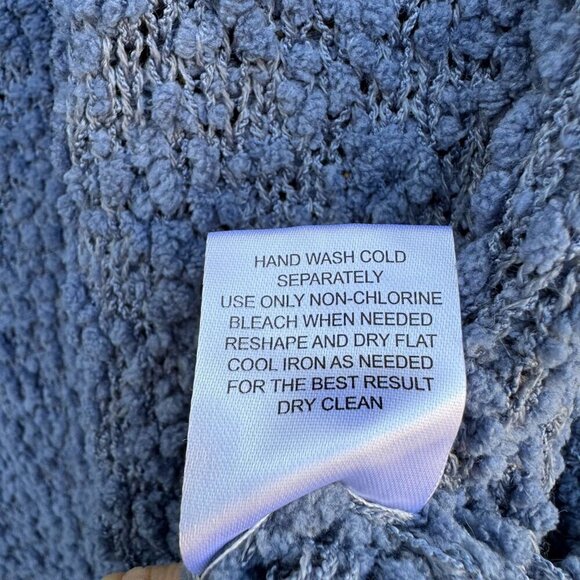 HAND WASH COLD
SEPARATELY
USE ONLY NON-CHLORINE
BLEACH WHEN NEEDED
RESHAPE AND DRY FLAT
COOL IRON AS NEEDED
FOR THE BEST RESULT
DRY CLEAN